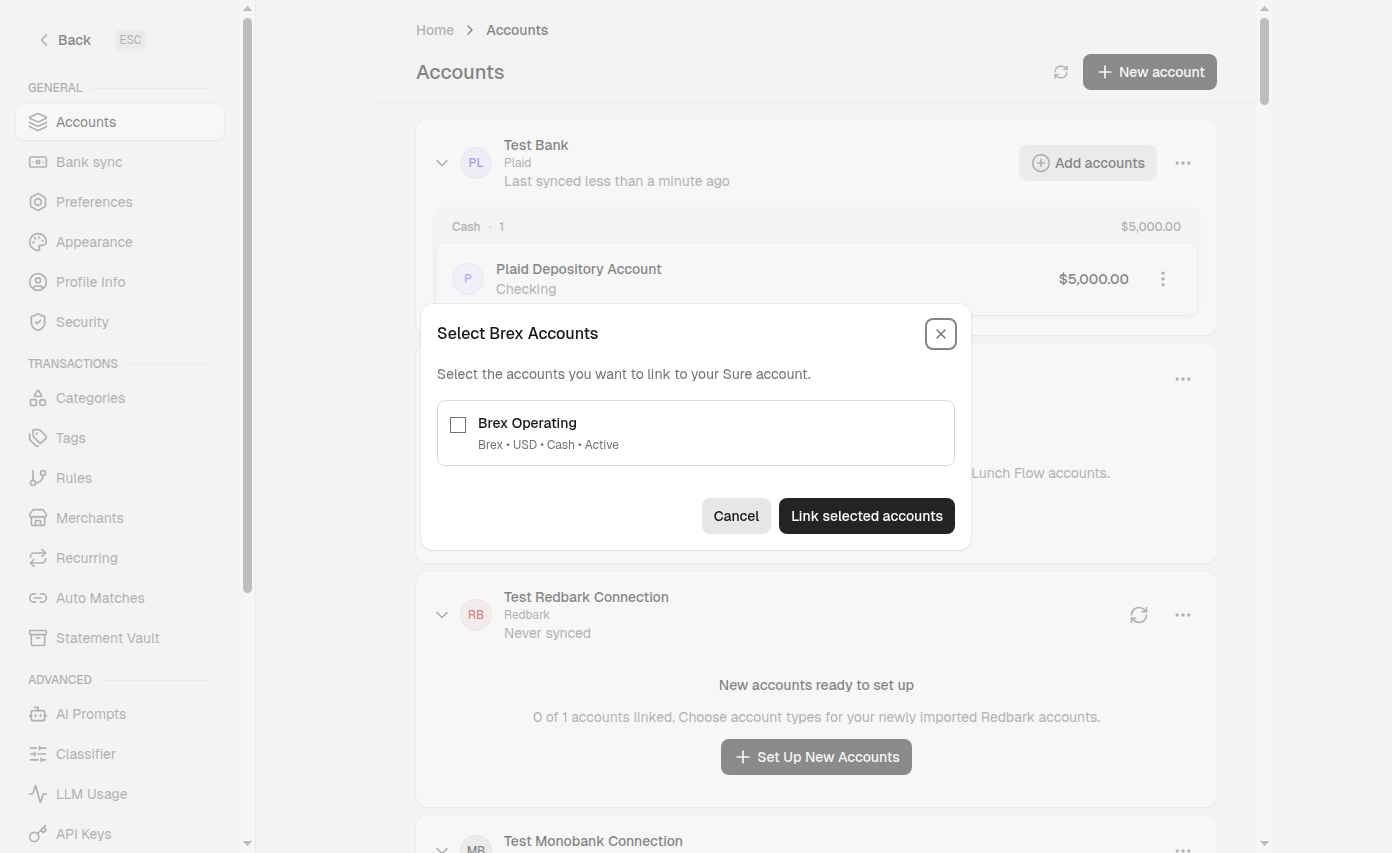 Back ESC
GENERAL
Accounts
Bank sync
Preferences
Appearance
Profile Info
Security
TRANSACTIONS
Categories
Tags
Rules
Merchants
Recurring
Auto Matches
Statement Vault
ADVANCED
AI Prompts
Classifier
LLM Usage
API Keys
Home > Accounts
Accounts
New account
PL
Test Bank
Plaid
Last synced less than a minute ago
Add accounts
Cash · 1 $5,000.00
P
Plaid Depository Account
Checking
$5,000.00
Select Brex Accounts
Select the accounts you want to link to your Sure account.
Brex Operating
Brex • USD • Cash • Active
Cancel
Link selected accounts
Lunch Flow accounts.
RB
Test Redbark Connection
Redbark
Never synced
New accounts ready to set up
0 of 1 accounts linked. Choose account types for your newly imported Redbark accounts.
Set Up New Accounts
MB
Test Monobank Connection